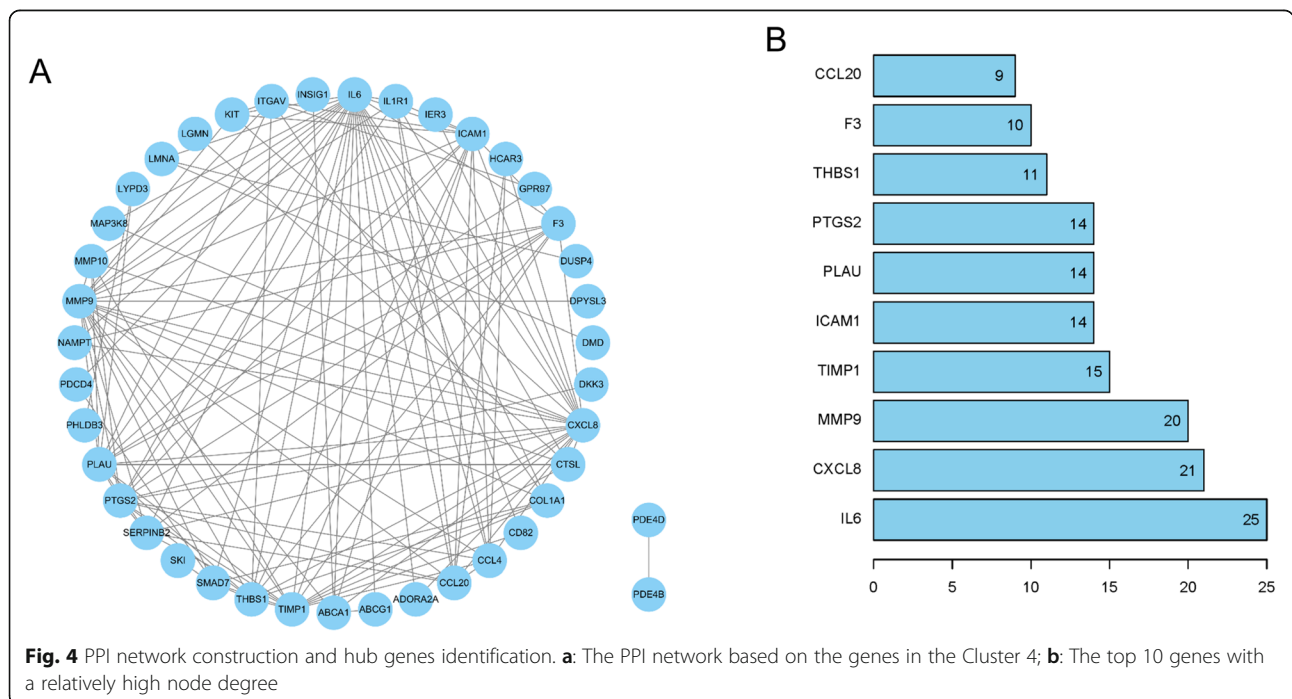 A
INSIG1
IL6
IL1R1
IER3
ICAM1
HCAR3
GPR97
F3
DUSP4
DPYSL3
DMD
DKK3
CXCL8
CTSL
COL1A1
CD82
CCL4
CCL20
ADORA2A
ABCG1
ABCA1
TIMP1
THBS1
SMAD7
SKI
SERPINB2
PTGS2
PLAU
PHLDB3
PDCD4
NAMPT
MMP9
MMP10
MAP3K8
LYPD3
LMNA
LGMN
KIT
ITGAV
PDE4D
PDE4B
B
CCL20 9
F3 10
THBS1 11
PTGS2 14
PLAU 14
ICAM1 14
TIMP1 15
MMP9 20
CXCL8 21
IL6 25
0 5 10 15 20 25
Fig. 4 PPI network construction and hub genes identification. a: The PPI network based on the genes in the Cluster 4; b: The top 10 genes with
a relatively high node degree